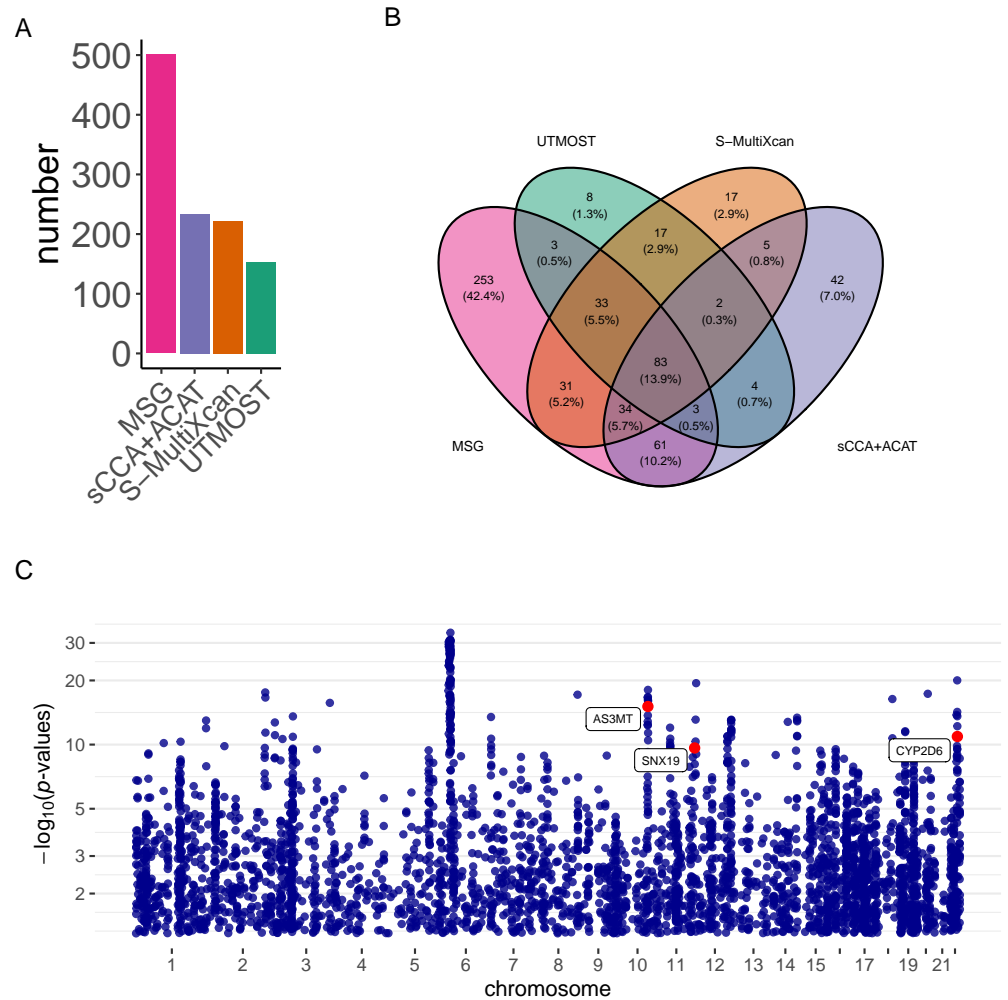 A
number
500
400
300
200
100
0
MSG
sCCA+ACAT
S−MultiXcan
UTMOST
B
UTMOST
S−MultiXcan
MSG
sCCA+ACAT
8
(1.3%)
17
(2.9%)
3
(0.5%)
17
(2.9%)
5
(0.8%)
253
(42.4%)
42
(7.0%)
33
(5.5%)
2
(0.3%)
83
(13.9%)
31
(5.2%)
4
(0.7%)
34
(5.7%)
3
(0.5%)
61
(10.2%)
C
−log10(p-values)
30
20
10
5
3
2
AS3MT
SNX19
CYP2D6
1 2 3 4 5 6 7 8 9 10 11 12 13 14 15 17 19 21
chromosome